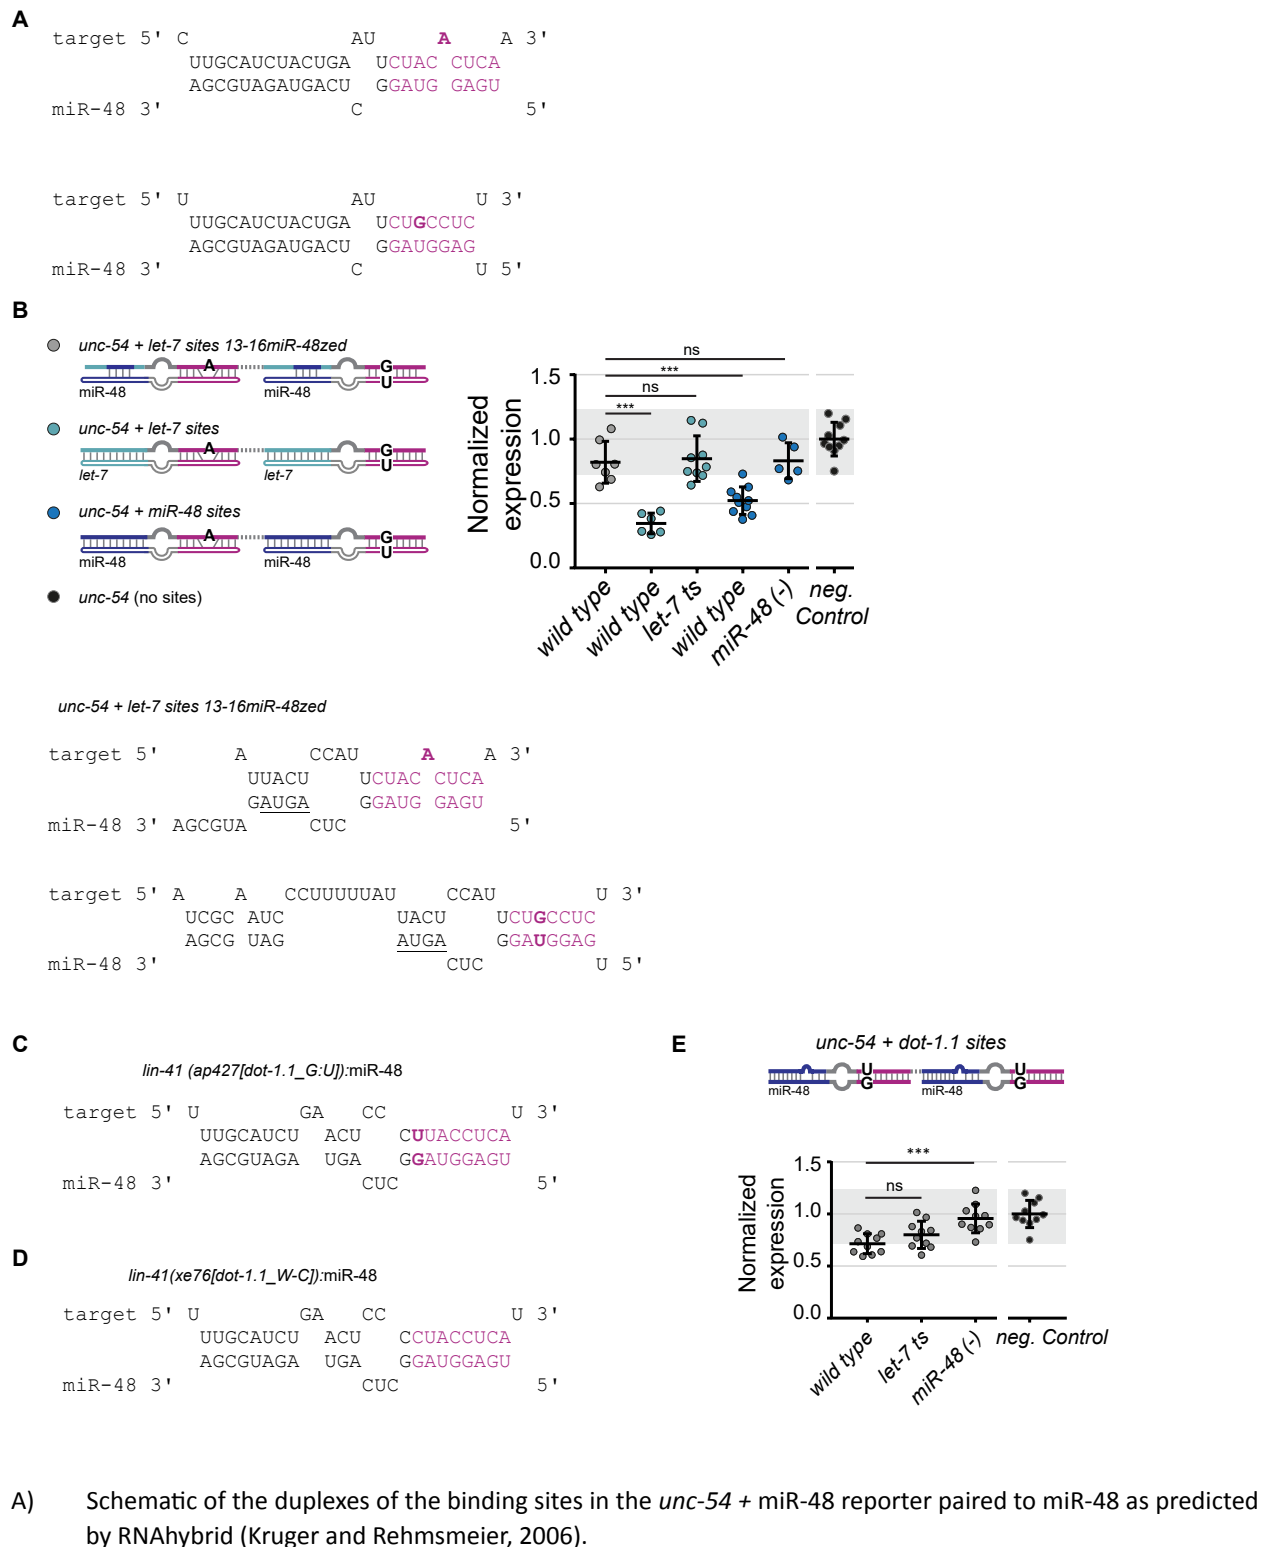 A
target 5' C AU A A 3'
UUGCAUCUACUGA UCUAC CUCA
AGCGUAGAUGACU GGAUG GAGU
miR-48 3' C 5'
target 5' U AU U 3'
UUGCAUCUACUGA UCUGCCUC
AGCGUAGAUGACU GGAUGGAG
miR-48 3' C U 5'
B
unc-54 + let-7 sites 13-16miR-48zed
A G
U
miR-48 miR-48
unc-54 + let-7 sites
A G
U
let-7 let-7
unc-54 + miR-48 sites
A G
U
miR-48 miR-48
unc-54 (no sites)
Normalized
expression
1.5
1.0
0.5
0.0
ns
***
ns
***
wild type
wild type
let-7 ts
wild type
miR-48 (-)
neg.
Control
unc-54 + let-7 sites 13-16miR-48zed
target 5' A CCAU A A 3'
UUACU UCUAC CUCA
GAUGA GGAUG GAGU
miR-48 3' AGCGUA CUC 5'
target 5' A A CCUUUUUAU CCAU U 3'
UCGC AUC UACU UCUGCCUC
AGCG UAG AUGA GGAUGGAG
miR-48 3' CUC U 5'
C
lin-41 (ap427[dot-1.1_G:U]):miR-48
target 5' U GA CC U 3'
UUGCAUCU ACU CUUACCUCA
AGCGUAGA UGA GGAUGGAGU
miR-48 3' CUC 5'
D
lin-41(xe76[dot-1.1_W-C]):miR-48
target 5' U GA CC U 3'
UUGCAUCU ACU CCUACCUCA
AGCGUAGA UGA GGAUGGAGU
miR-48 3' CUC 5'
E
unc-54 + dot-1.1 sites
U U
G G
miR-48 miR-48
Normalized
expression
1.5
1.0
0.5
0.0
***
ns
wild type
let-7 ts
miR-48 (-)
neg. Control
A) Schematic of the duplexes of the binding sites in the unc-54 + miR-48 reporter paired to miR-48 as predicted
by RNAhybrid (Kruger and Rehmsmeier, 2006).